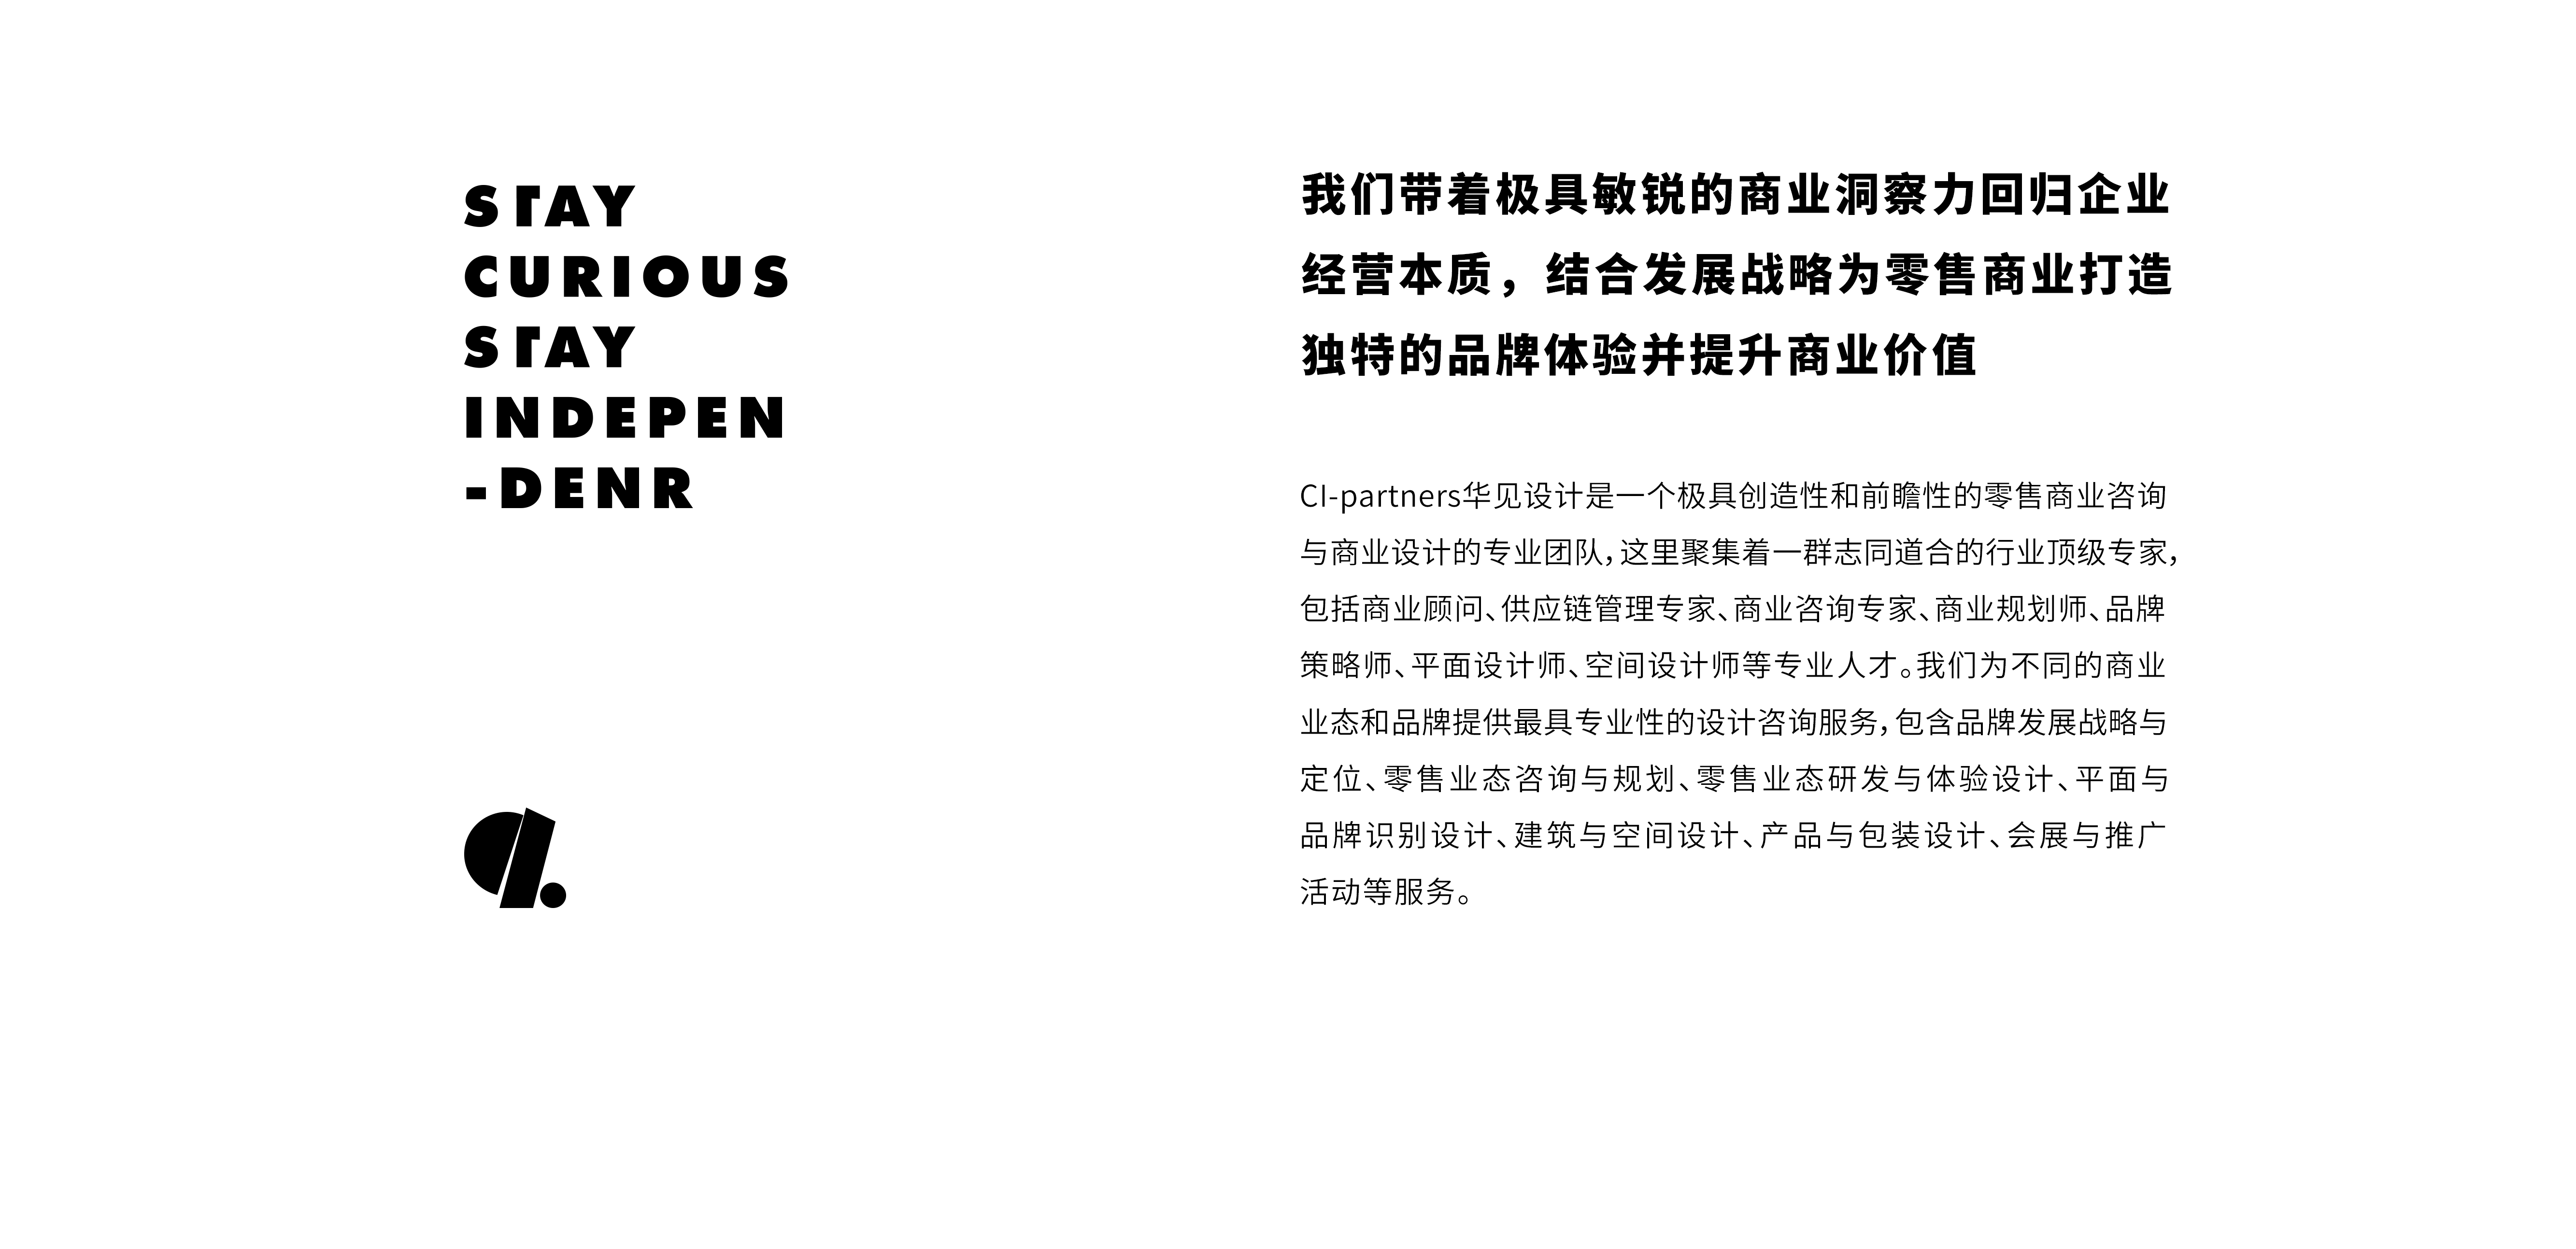 STAY
CURIOUS
STAY
INDEPEN
-DENR
我们带着极具敏锐的商业洞察力回归企业
经营本质，结合发展战略为零售商业打造
独特的品牌体验并提升商业价值
CI-partners华见设计是一个极具创造性和前瞻性的零售商业咨询
与商业设计的专业团队，这里聚集着一群志同道合的行业顶级专家，
包括商业顾问、供应链管理专家、商业咨询专家、商业规划师、品牌
策略师、平面设计师、空间设计师等专业人才。我们为不同的商业
业态和品牌提供最具专业性的设计咨询服务，包含品牌发展战略与
定位、零售业态咨询与规划、零售业态研发与体验设计、平面与
品牌识别设计、建筑与空间设计、产品与包装设计、会展与推广
活动等服务。